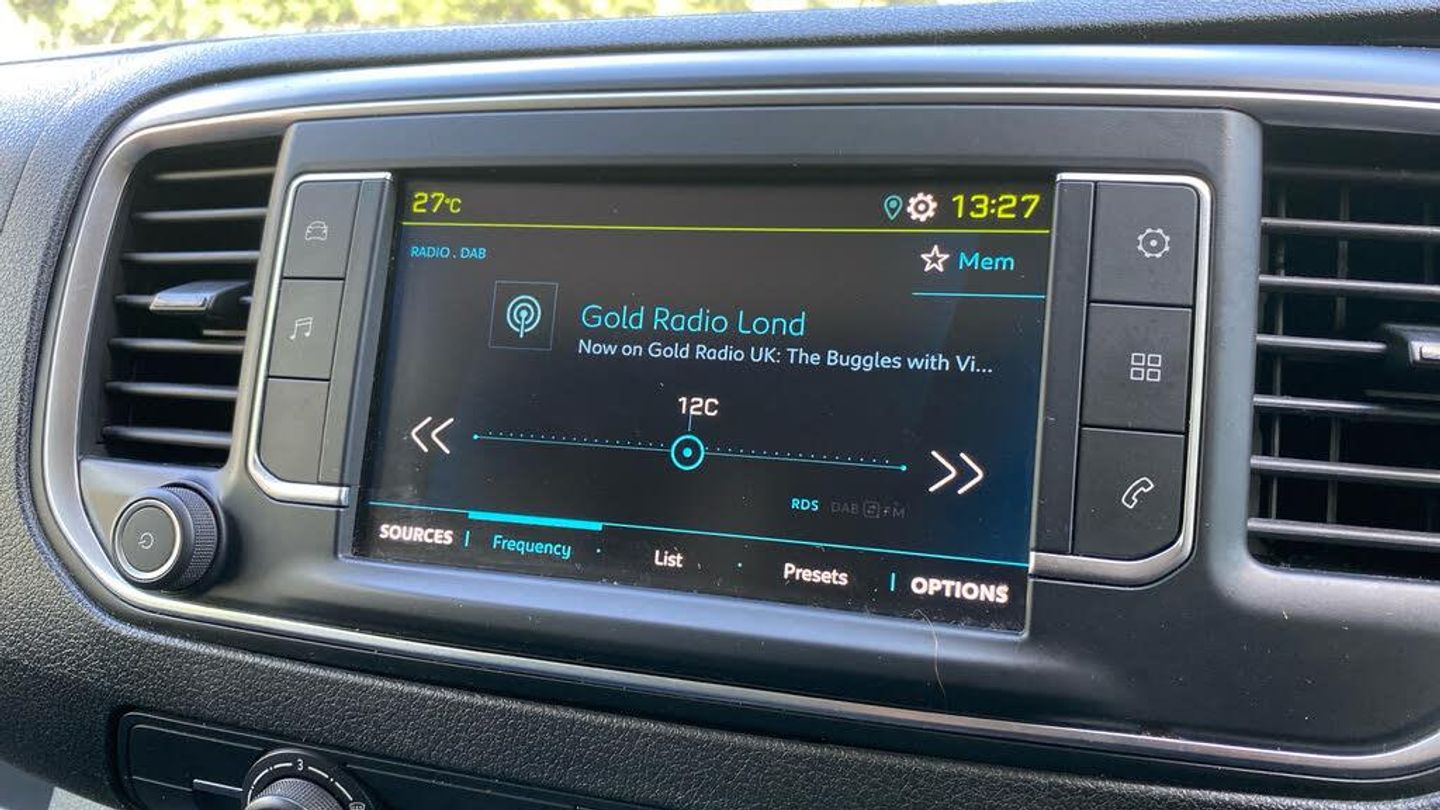 27°C 13:27
RADIO . DAB
Mem
Gold Radio Lond
Now on Gold Radio UK: The Buggles with Vi...
12C
RDS DAB FM
SOURCES Frequency List Presets OPTIONS
3